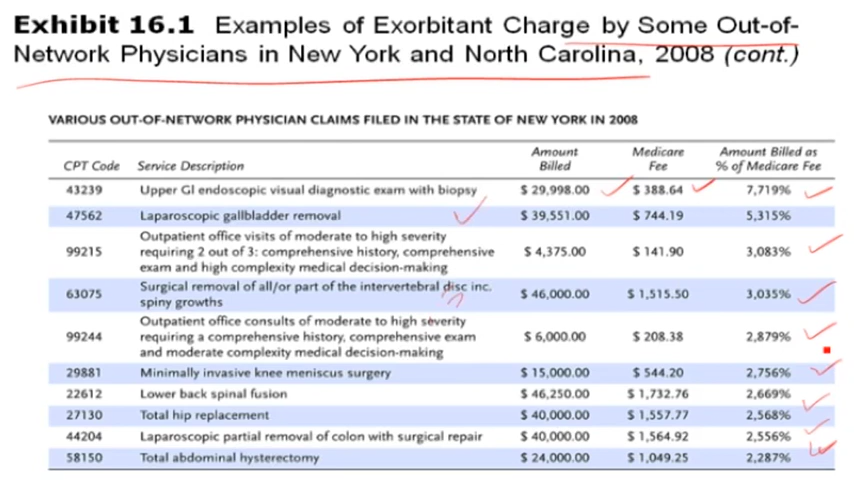 Exhibit 16.1 Examples of Exorbitant Charge by Some Out-of-
Network Physicians in New York and North Carolina, 2008 (cont.)
VARIOUS OUT-OF-NETWORK PHYSICIAN CLAIMS FILED IN THE STATE OF NEW YORK IN 2008
Amount Medicare Amount Billed as
CPT Code Service Description Billed Fee % of Medicare Fee
43239 Upper GI endoscopic visual diagnostic exam with biopsy $ 29,998.00 $ 388.64 7,719%
47562 Laparoscopic gallbladder removal $ 39,551.00 $ 744.19 5,315%
Outpatient office visits of moderate to high severity
99215 requiring 2 out of 3: comprehensive history, comprehensive $ 4,375.00 $ 141.90 3,083%
exam and high complexity medical decision-making
63075 Surgical removal of all/or part of the intervertebral disc inc. $ 46,000.00 $ 1,515.50 3,035%
spiny growths
Outpatient office consults of moderate to high severity
99244 requiring a comprehensive history, comprehensive exam $ 6,000.00 $ 208.38 2,879%
and moderate complexity medical decision-making
29881 Minimally invasive knee meniscus surgery $ 15,000.00 $ 544.20 2,756%
22612 Lower back spinal fusion $ 46,250.00 $ 1,732.76 2,669%
27130 Total hip replacement $ 40,000.00 $ 1,557.77 2,568%
44204 Laparoscopic partial removal of colon with surgical repair $ 40,000.00 $ 1,564.92 2,556%
58150 Total abdominal hysterectomy $ 24,000.00 $ 1,049.25 2,287%